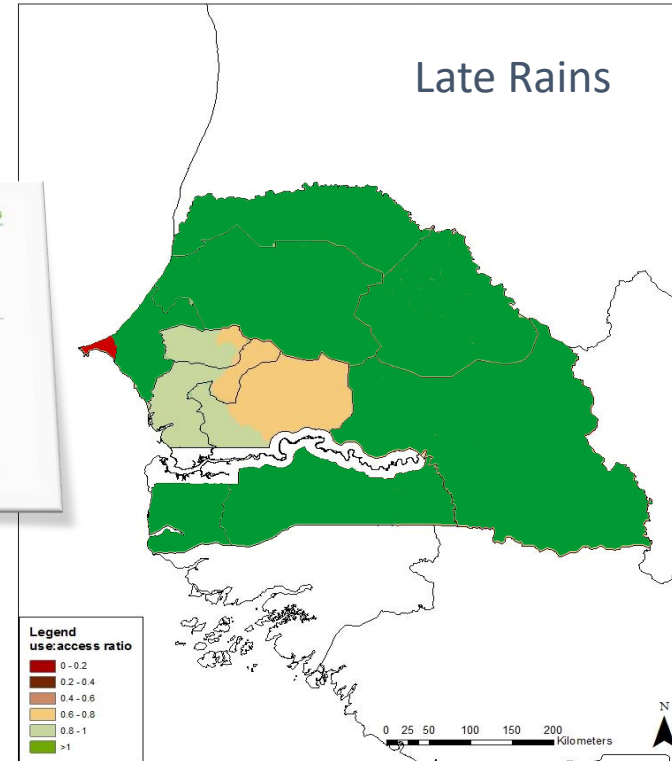 Late Rains
Legend
use:access ratio
0 - 0.2
0.2 - 0.4
0.4 - 0.6
0.6 - 0.8
0.8 - 1
>1
N
0 25 50 100 150 200
Kilometers